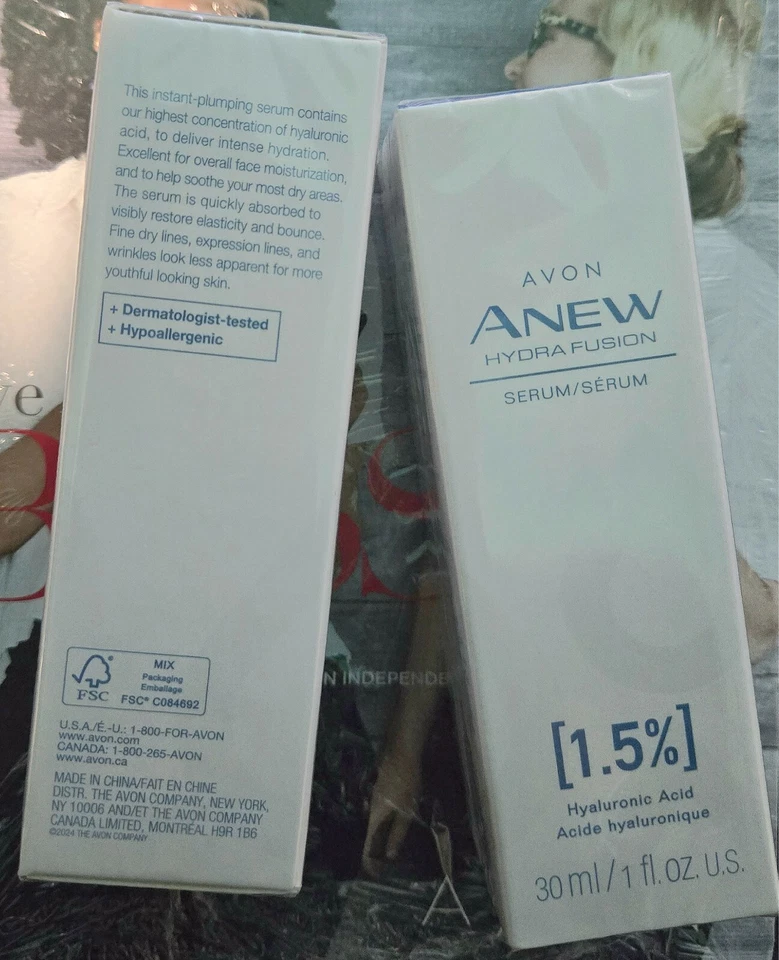 This instant-plumping serum contains
our highest concentration of hyaluronic
acid, to deliver intense hydration.
Excellent for overall face moisturization,
and to help soothe your most dry areas.
The serum is quickly absorbed to
visibly restore elasticity and bounce.
Fine dry lines, expression lines, and
wrinkles look less apparent for more
youthful looking skin.
+ Dermatologist-tested
+ Hypoallergenic
FSC®
MIX
Packaging
Emballage
FSC® C084692
U.S.A./É.-U.: 1-800-FOR-AVON
www.avon.com
CANADA: 1-800-265-AVON
www.avon.ca
MADE IN CHINA/FAIT EN CHINE
DISTR. THE AVON COMPANY, NEW YORK,
NY 10006 AND/ET THE AVON COMPANY
CANADA LIMITED, MONTRÉAL H9R 1B6
©2024 THE AVON COMPANY
AVON
ANEW
HYDRA FUSION
SERUM/SÉRUM
[1.5%]
Hyaluronic Acid
Acide hyaluronique
30 ml / 1 fl. oz. U.S.
N INDEPENDE